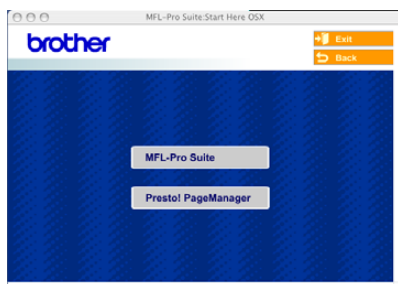 MFL-Pro Suite:Start Here OSX
brother
Exit
Back
MFL-Pro Suite
Presto! PageManager